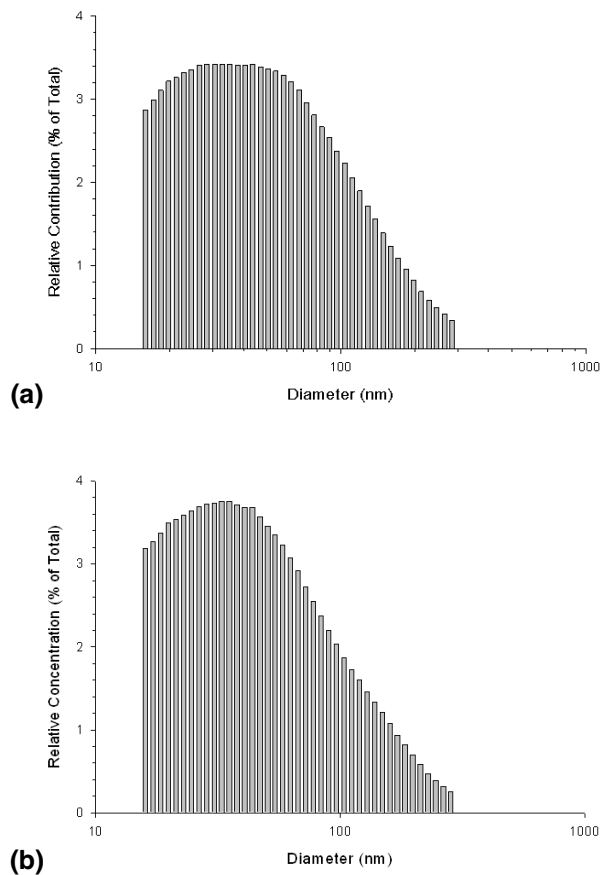 4
3
2
1
0
Relative Contribution (% of Total)
10
100
1000
Diameter (nm)
(a)
4
3
2
1
0
Relative Concentration (% of Total)
10
100
1000
Diameter (nm)
(b)